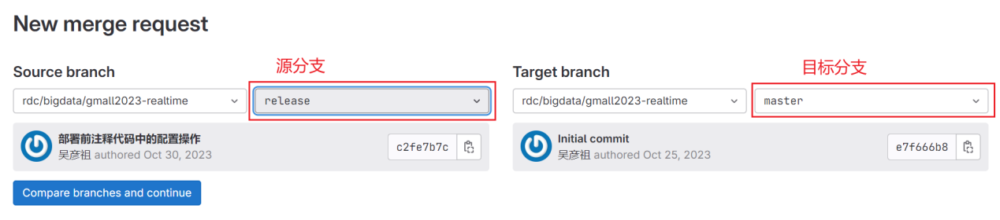 New merge request
源分支
目标分支
Source branch
Target branch
rdc/bigdata/gmall2023-realtime
release
rdc/bigdata/gmall2023-realtime
master
部署前注释代码中的配置操作
吴彦祖 authored Oct 30, 2023
c2fe7b7c
Initial commit
吴彦祖 authored Oct 25, 2023
e7f666b8
Compare branches and continue